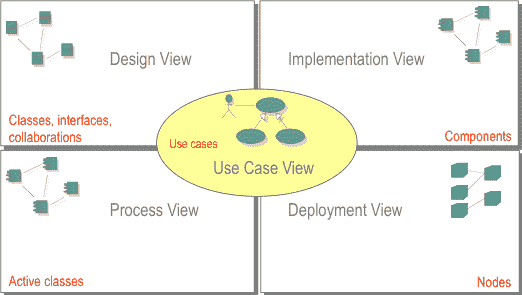 Design View
Implementation View
Classes, interfaces,
collaborations
Components
Use cases
Use Case View
Process View
Deployment View
Active classes
Nodes